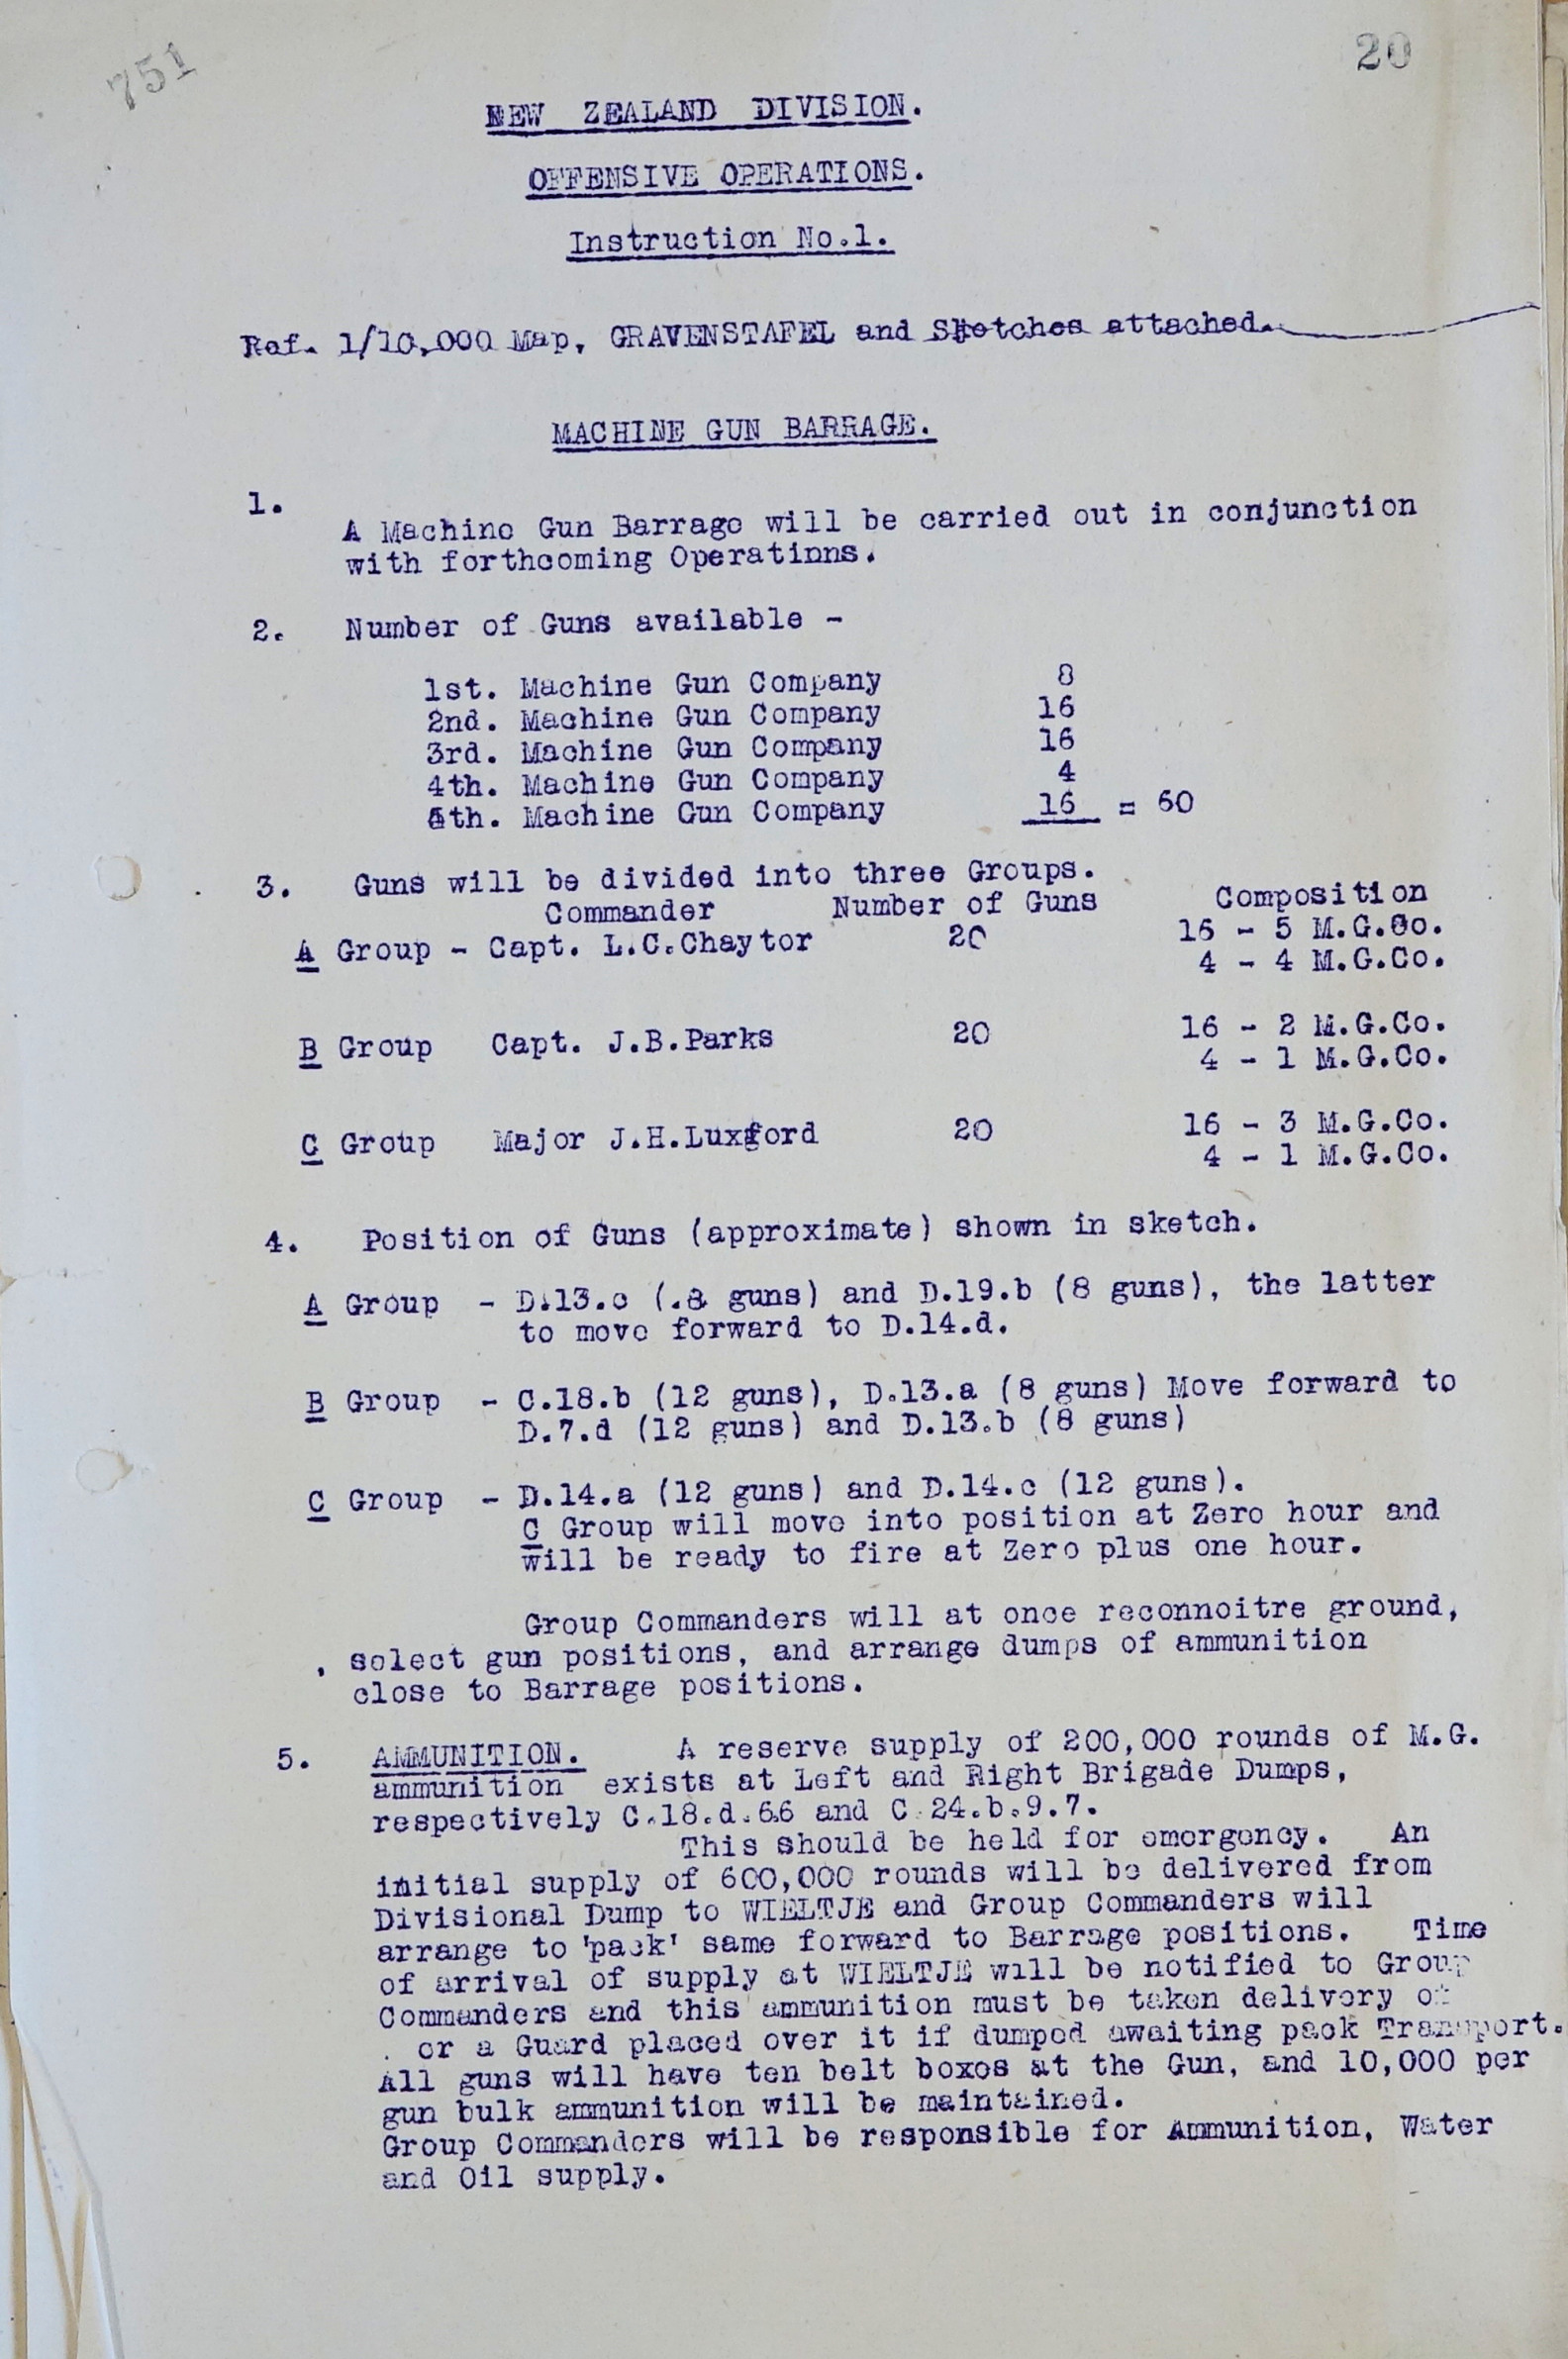 751
20
NEW ZEALAND DIVISION.
OFFENSIVE OPERATIONS.
Instruction No.1.
Ref. 1/10,000 Map, GRAVENSTAFEL and Sketches attached.
MACHINE GUN BARRAGE.
1.
A Machine Gun Barrage will be carried out in conjunction
with forthcoming Operatinns.
2. Number of Guns available -
1st. Machine Gun Company 8
2nd. Machine Gun Company 16
3rd. Machine Gun Company 16
4th. Machine Gun Company 4
5th. Machine Gun Company 16 = 60
3. Guns will be divided into three Groups.
Commander Number of Guns Composition
A Group - Capt. L.C.Chaytor 20 16 - 5 M.G.Co.
4 - 4 M.G.Co.
B Group Capt. J.B.Parks 20 16 - 2 M.G.Co.
4 - 1 M.G.Co.
C Group Major J.H.Luxford 20 16 - 3 M.G.Co.
4 - 1 M.G.Co.
4. Position of Guns (approximate) shown in sketch.
A Group - D.13.c (.8 guns) and D.19.b (8 guns), the latter
to move forward to D.14.d.
B Group - C.18.b (12 guns), D.13.a (8 guns) Move forward to
D.7.d (12 guns) and D.13.b (8 guns)
C Group - D.14.a (12 guns) and D.14.c (12 guns).
C Group will move into position at Zero hour and
will be ready to fire at Zero plus one hour.
Group Commanders will at once reconnoitre ground,
select gun positions, and arrange dumps of ammunition
close to Barrage positions.
5. AMMUNITION. A reserve supply of 200,000 rounds of M.G.
ammunition exists at Left and Right Brigade Dumps,
respectively C.18.d.66 and C.24.b.9.7.
This should be held for emergency. An
initial supply of 600,000 rounds will be delivered from
Divisional Dump to WIELTJE and Group Commanders will
arrange to 'pack' same forward to Barrage positions. Time
of arrival of supply at WIELTJE will be notified to Group
Commanders and this ammunition must be taken delivery of
or a Guard placed over it if dumped awaiting pack Transport.
All guns will have ten belt boxes at the Gun, and 10,000 per
gun bulk ammunition will be maintained.
Group Commanders will be responsible for Ammunition, Water
and Oil supply.